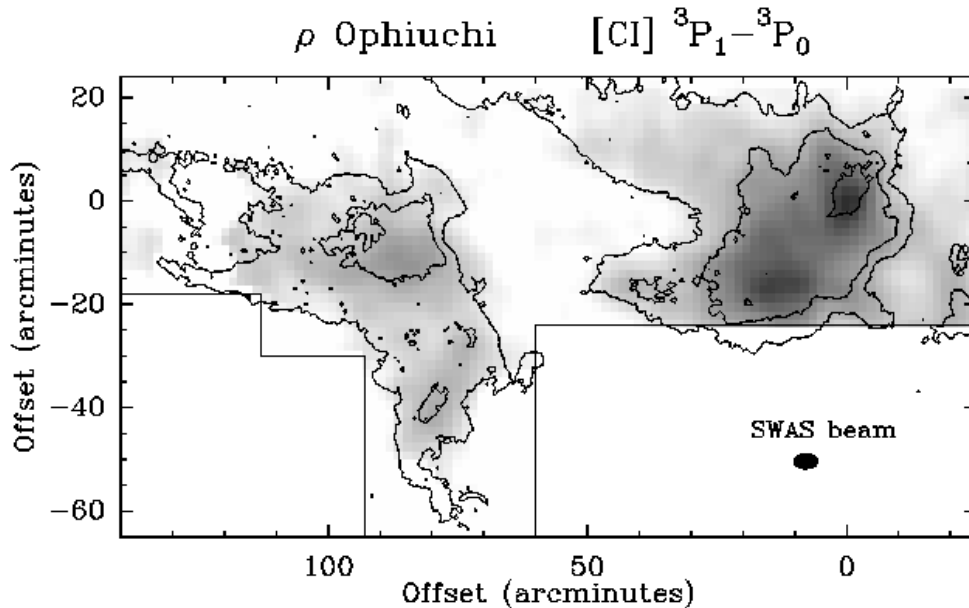 ρ Ophiuchi [CI] ³P₁–³P₀
20
0
−20
−40
−60
Offset (arcminutes)
SWAS beam
100 50 0
Offset (arcminutes)